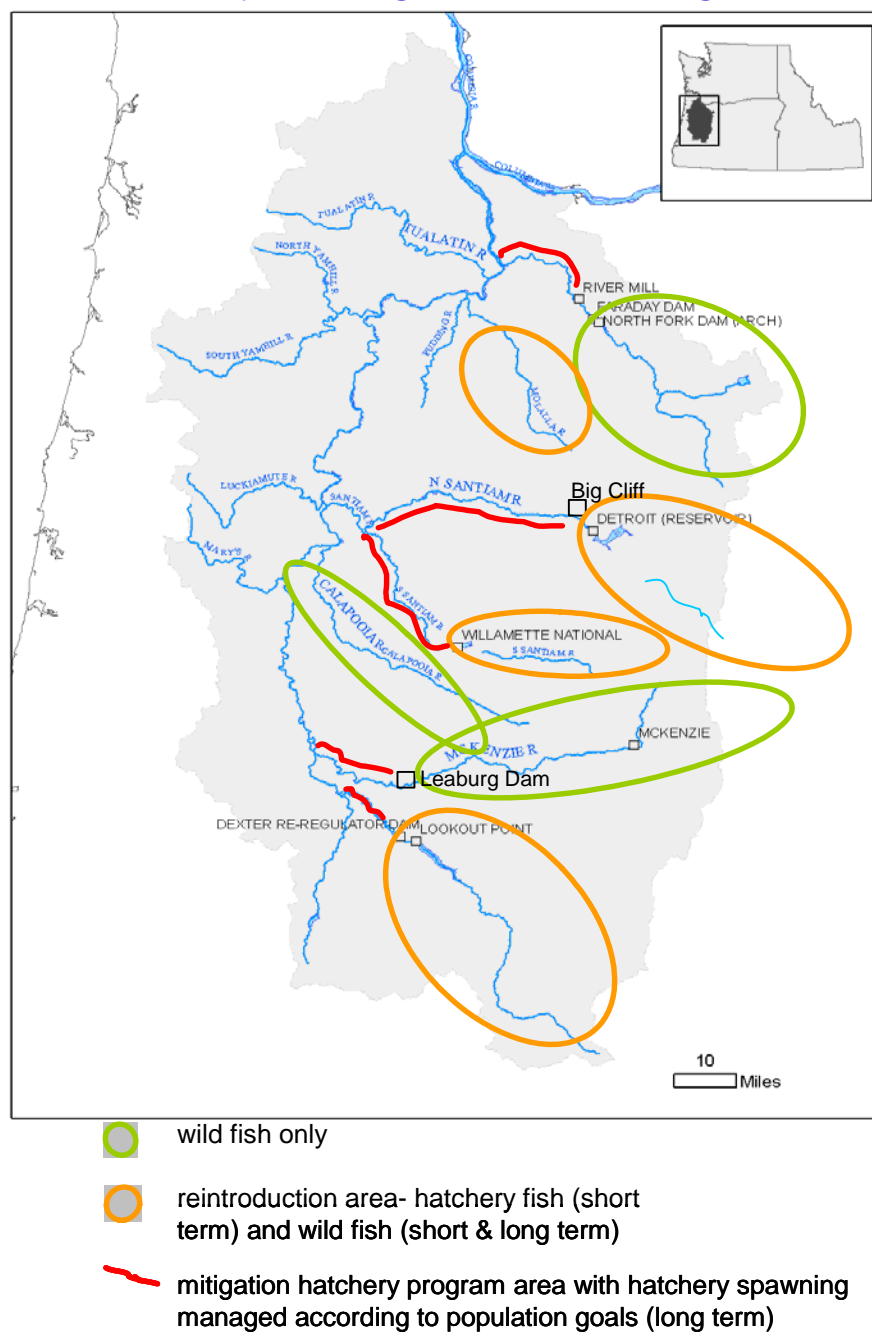 COLUMBIA R
TUALATIN R
TUALATIN R
NORTH YAMHILL R
RIVER MILL
FARADAY DAM
NORTH FORK DAM (ARCH)
PUDDING R
SOUTH YAMHILL R
MOLALLA R
N SANTIAM R
Big Cliff
LUCKIAMUTE R
SANTIAM R
DETROIT (RESERVOIR)
MARY'S R
S SANTIAM R
CALAPOOIA R
CALAPOOIA R
WILLAMETTE NATIONAL
S SANTIAM R
MCKENZIE
MCKENZIE R
Leaburg Dam
DEXTER RE-REGULATOR DAM
LOOKOUT POINT
10
Miles
wild fish only
reintroduction area- hatchery fish (short
term) and wild fish (short & long term)
mitigation hatchery program area with hatchery spawning
managed according to population goals (long term)